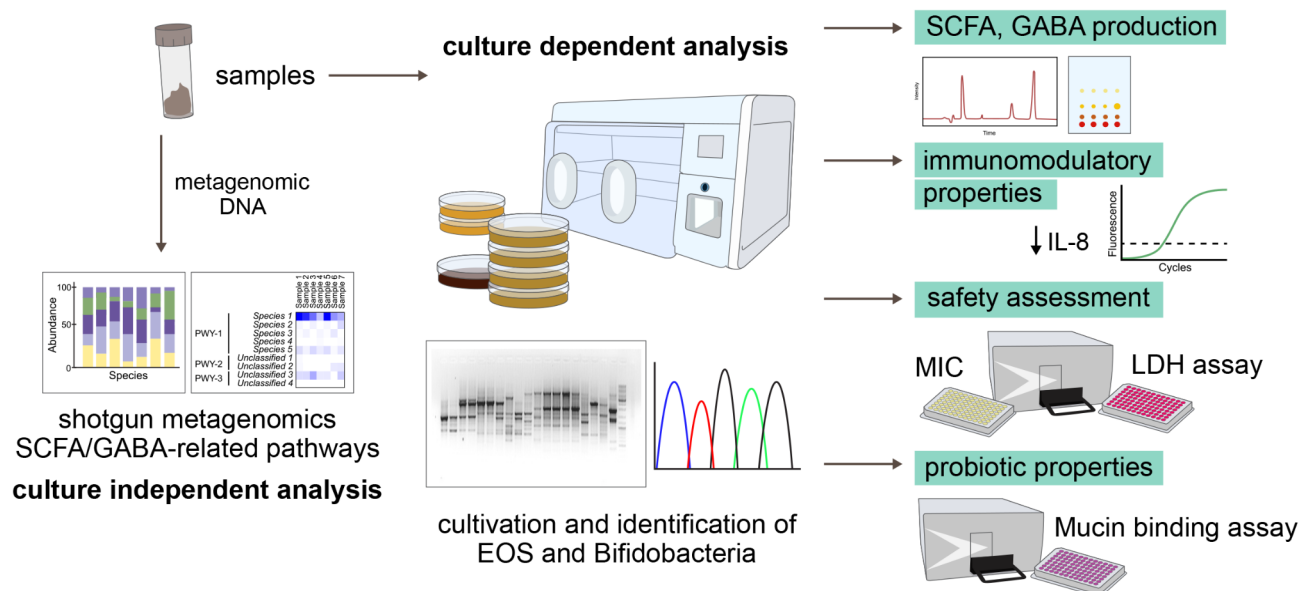 samples
metagenomic
DNA
100
50
0
Abundance
Species
Sample 1
Sample 2
Sample 3
Sample 4
Sample 5
Sample 6
Sample 7
PWY-1
PWY-2
PWY-3
Species 1
Species 2
Species 3
Species 4
Species 5
Unclassified 1
Unclassified 2
Unclassified 3
Unclassified 4
shotgun metagenomics
SCFA/GABA-related pathways
culture independent analysis
culture dependent analysis
cultivation and identification of
EOS and Bifidobacteria
SCFA, GABA production
Intensity
Time
immunomodulatory
properties
IL-8
Fluorescence
Cycles
safety assessment
MIC
LDH assay
probiotic properties
Mucin binding assay